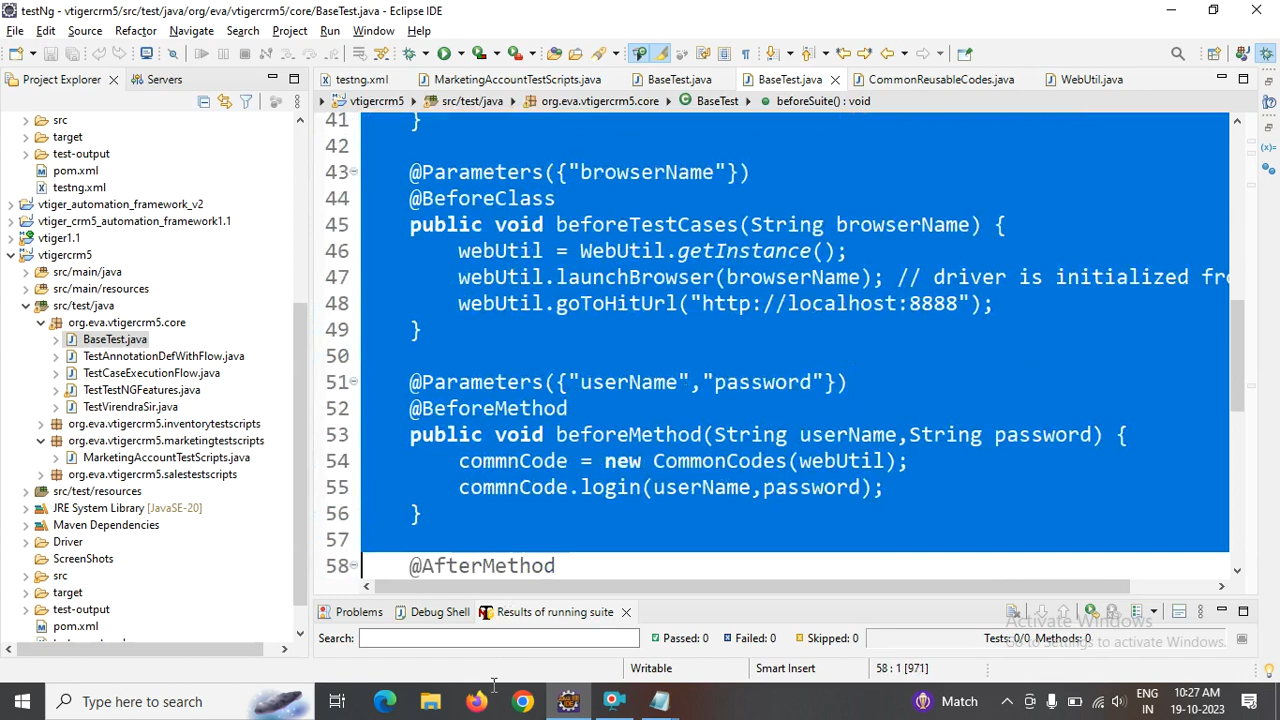 testNg - vtigercrm5/src/test/java/org/eva/vtigercrm5/core/BaseTest.java - Eclipse IDE
File Edit Source Refactor Navigate Search Project Run Window Help
Project Explorer Servers
testng.xml MarketingAccountTestScripts.java BaseTest.java BaseTest.java CommonReusableCodes.java WebUtil.java
vtigercrm5 src/test/java org.eva.vtigercrm5.core BaseTest beforeSuite() : void
src
target
test-output
pom.xml
testng.xml
vtiger_automation_framework_v2
vtiger_crm5_automation_framework1.1
vtiger1.1
vtigercrm5
src/main/java
src/main/resources
src/test/java
org.eva.vtigercrm5.core
BaseTest.java
TestAnnotationDefWithFlow.java
TestCaseExecutionFlow.java
TestTestNGFeatures.java
TestVirendraSir.java
org.eva.vtigercrm5.inventorytestscripts
org.eva.vtigercrm5.marketingtestscripts
MarketingAccountTestScripts.java
org.eva.vtigercrm5.salestestscripts
src/test/resources
JRE System Library [JavaSE-20]
Maven Dependencies
Driver
ScreenShots
src
target
test-output
pom.xml
41 }
42
43 @Parameters({"browserName"})
44 @BeforeClass
45 public void beforeTestCases(String browserName) {
46 webUtil = WebUtil.getInstance();
47 webUtil.launchBrowser(browserName); // driver is initialized fro
48 webUtil.goToHitUrl("http://localhost:8888");
49 }
50
51 @Parameters({"userName","password"})
52 @BeforeMethod
53 public void beforeMethod(String userName,String password) {
54 commnCode = new CommonCodes(webUtil);
55 commnCode.login(userName,password);
56 }
57
58 @AfterMethod
Problems Debug Shell Results of running suite
Search: Passed: 0 Failed: 0 Skipped: 0 Tests: 0/0 Methods: 0
Activate Windows
Go to Settings to activate Windows.
Writable Smart Insert 58 : 1 [971]
Type here to search
Match
ENG
IN
10:27 AM
19-10-2023